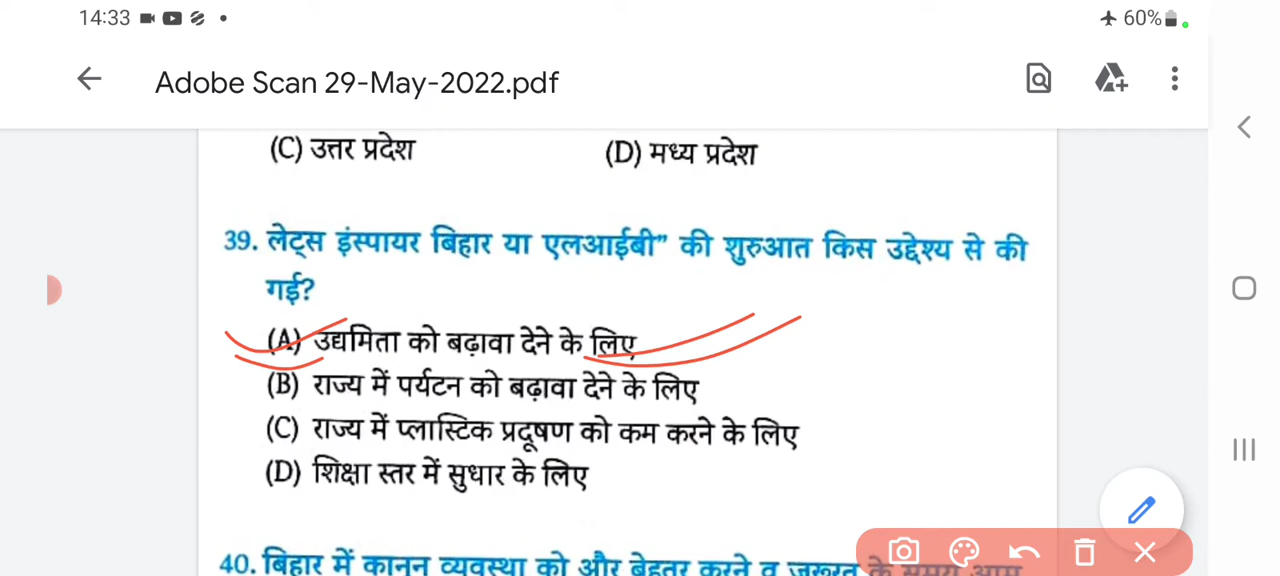 14:33
60%
Adobe Scan 29-May-2022.pdf
(C) उत्तर प्रदेश (D) मध्य प्रदेश
39. लेट्स इंस्पायर बिहार या एलआईबी” की शुरुआत किस उद्देश्य से की
गई?
(A) उद्यमिता को बढ़ावा देने के लिए
(B) राज्य में पर्यटन को बढ़ावा देने के लिए
(C) राज्य में प्लास्टिक प्रदूषण को कम करने के लिए
(D) शिक्षा स्तर में सुधार के लिए
40. बिहार में कानून व्यवस्था को और बेहतर करने व जरूरत के समय आम